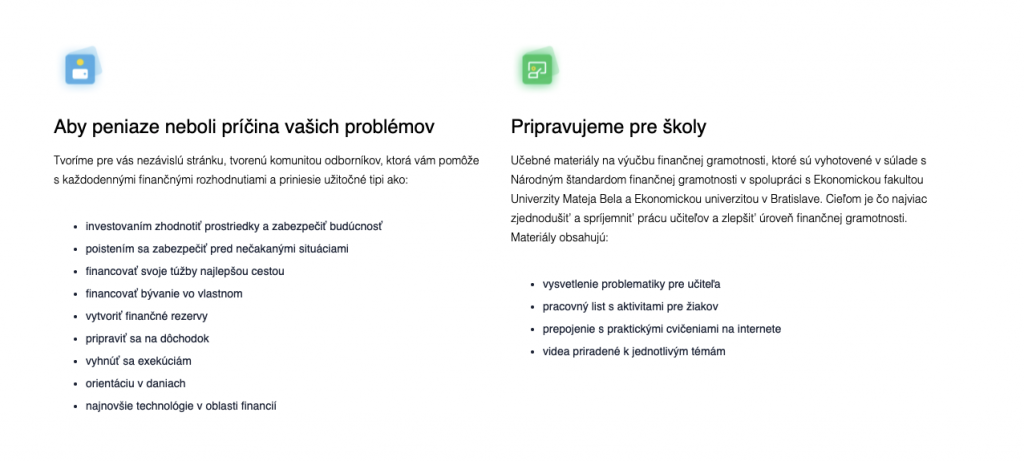 Aby peniaze neboli príčina vašich problémov
Tvoríme pre vás nezávislú stránku, tvorenú komunitou odborníkov, ktorá vám pomôže
s každodennými finančnými rozhodnutiami a prinesie užitočné tipy ako:
• investovaním zhodnotiť prostriedky a zabezpečiť budúcnosť
• poistením sa zabezpečiť pred nečakanými situáciami
• financovať svoje túžby najlepšou cestou
• financovať bývanie vo vlastnom
• vytvoriť finančné rezervy
• pripraviť sa na dôchodok
• vyhnúť sa exekúciám
• orientáciu v daniach
• najnovšie technológie v oblasti financií
Pripravujeme pre školy
Učebné materiály na výučbu finančnej gramotnosti, ktoré sú vyhotovené v súlade s
Národným štandardom finančnej gramotnosti v spolupráci s Ekonomickou fakultou
Univerzity Mateja Bela a Ekonomickou univerzitou v Bratislave. Cieľom je čo najviac
zjednodušiť a spríjemniť prácu učiteľov a zlepšiť úroveň finančnej gramotnosti.
Materiály obsahujú:
• vysvetlenie problematiky pre učiteľa
• pracovný list s aktivitami pre žiakov
• prepojenie s praktickými cvičeniami na internete
• videa priradené k jednotlivým témám